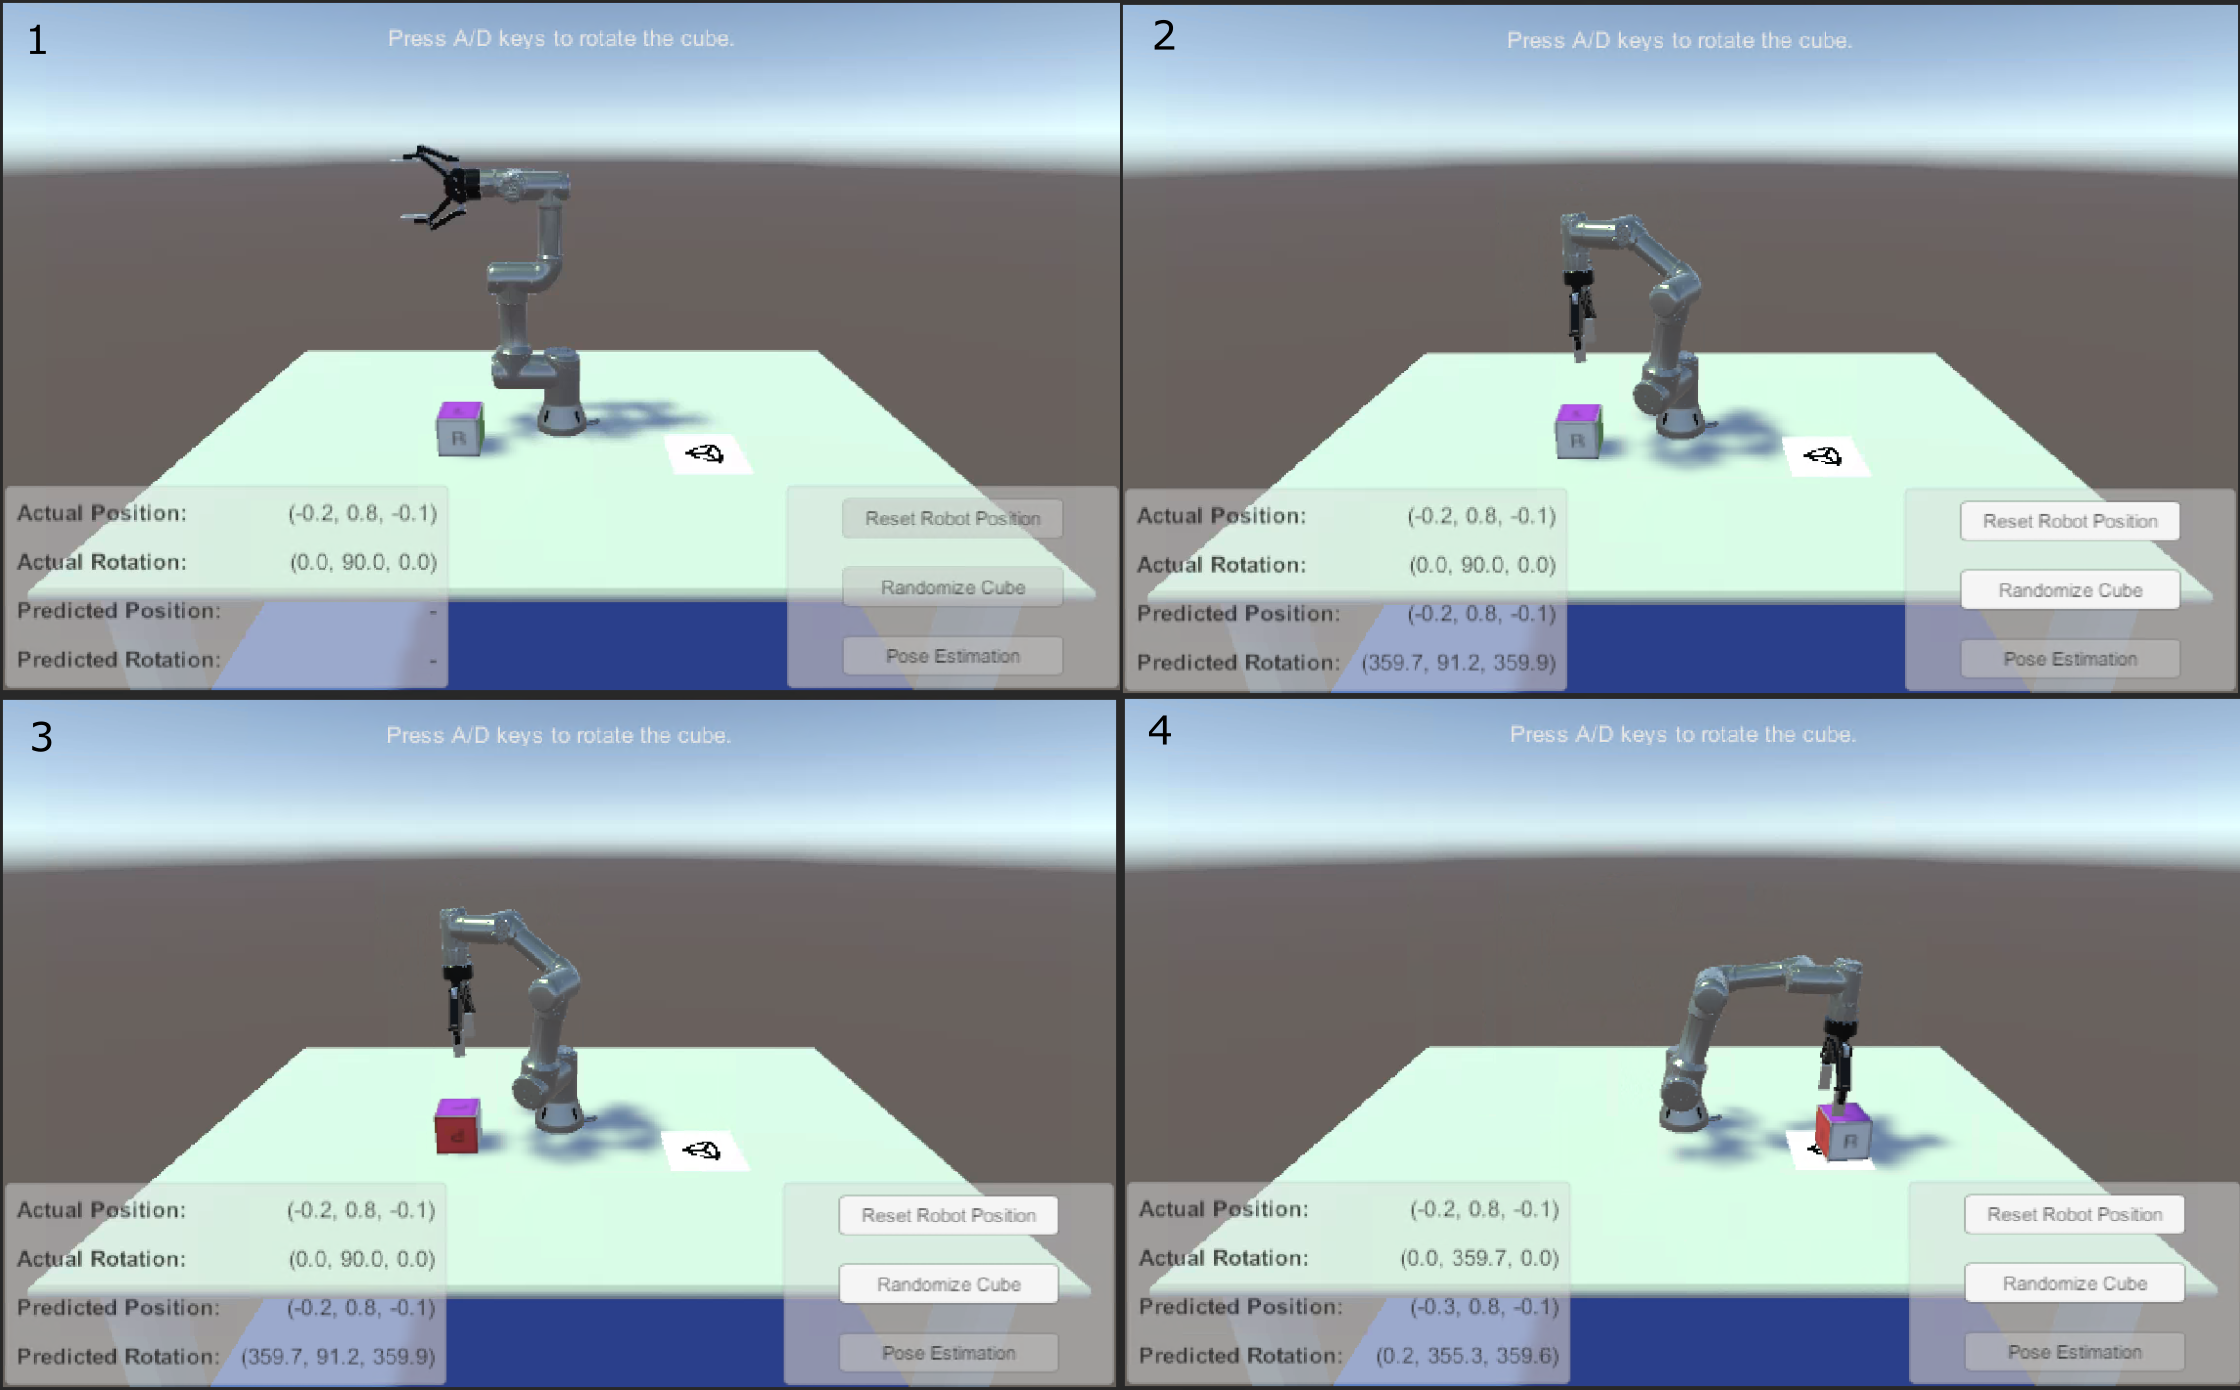 1
Press A/D keys to rotate the cube.
R
Actual Position: (-0.2, 0.8, -0.1)
Actual Rotation: (0.0, 90.0, 0.0)
Predicted Position: -
Predicted Rotation: -
Reset Robot Position
Randomize Cube
Pose Estimation
2
Press A/D keys to rotate the cube.
R
Actual Position: (-0.2, 0.8, -0.1)
Actual Rotation: (0.0, 90.0, 0.0)
Predicted Position: (-0.2, 0.8, -0.1)
Predicted Rotation: (359.7, 91.2, 359.9)
Reset Robot Position
Randomize Cube
Pose Estimation
3
Press A/D keys to rotate the cube.
Actual Position: (-0.2, 0.8, -0.1)
Actual Rotation: (0.0, 90.0, 0.0)
Predicted Position: (-0.2, 0.8, -0.1)
Predicted Rotation: (359.7, 91.2, 359.9)
Reset Robot Position
Randomize Cube
Pose Estimation
4
Press A/D keys to rotate the cube.
R
Actual Position: (-0.2, 0.8, -0.1)
Actual Rotation: (0.0, 359.7, 0.0)
Predicted Position: (-0.3, 0.8, -0.1)
Predicted Rotation: (0.2, 355.3, 359.6)
Reset Robot Position
Randomize Cube
Pose Estimation